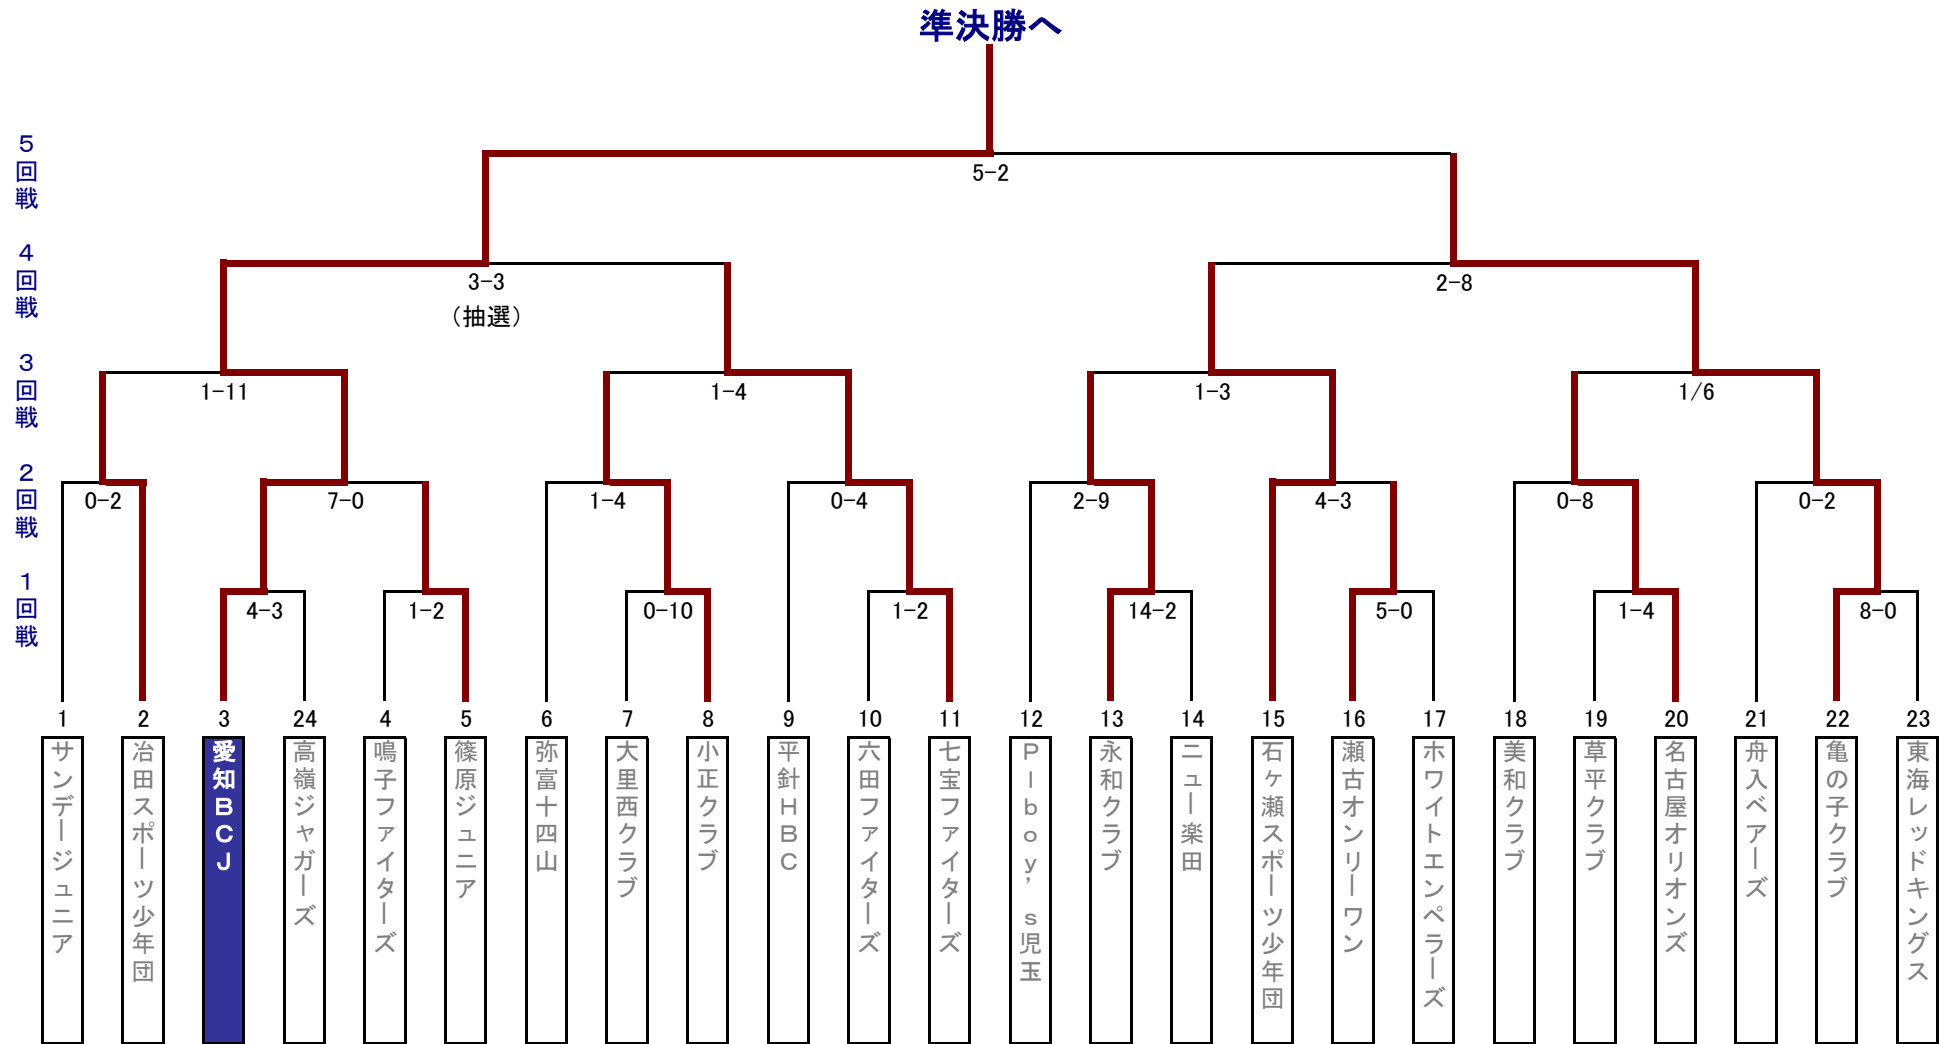 準決勝へ
5回戦
5-2
4回戦
3-3
2-8
（抽選）
3回戦
1-11
1-4
1-3
1/6
2回戦
0-2
7-0
1-4
0-4
2-9
4-3
0-8
0-2
1回戦
4-3
1-2
0-10
1-2
14-2
5-0
1-4
8-0
1
2
3
24
4
5
6
7
8
9
10
11
12
13
14
15
16
17
18
19
20
21
22
23
サンデージュニア
冶田スポーツ少年団
愛知BCJ
高嶺ジャガーズ
鳴子ファイターズ
篠原ジュニア
弥富十四山
大里西クラブ
小正クラブ
平針HBC
六田ファイターズ
七宝ファイターズ
Plboy’s児玉
永和クラブ
ニュー楽田
石ヶ瀬スポーツ少年団
瀬古オンリーワン
ホワイトエンペラーズ
美和クラブ
草平クラブ
名古屋オリオンズ
舟入ベアーズ
亀の子クラブ
東海レッドキングス